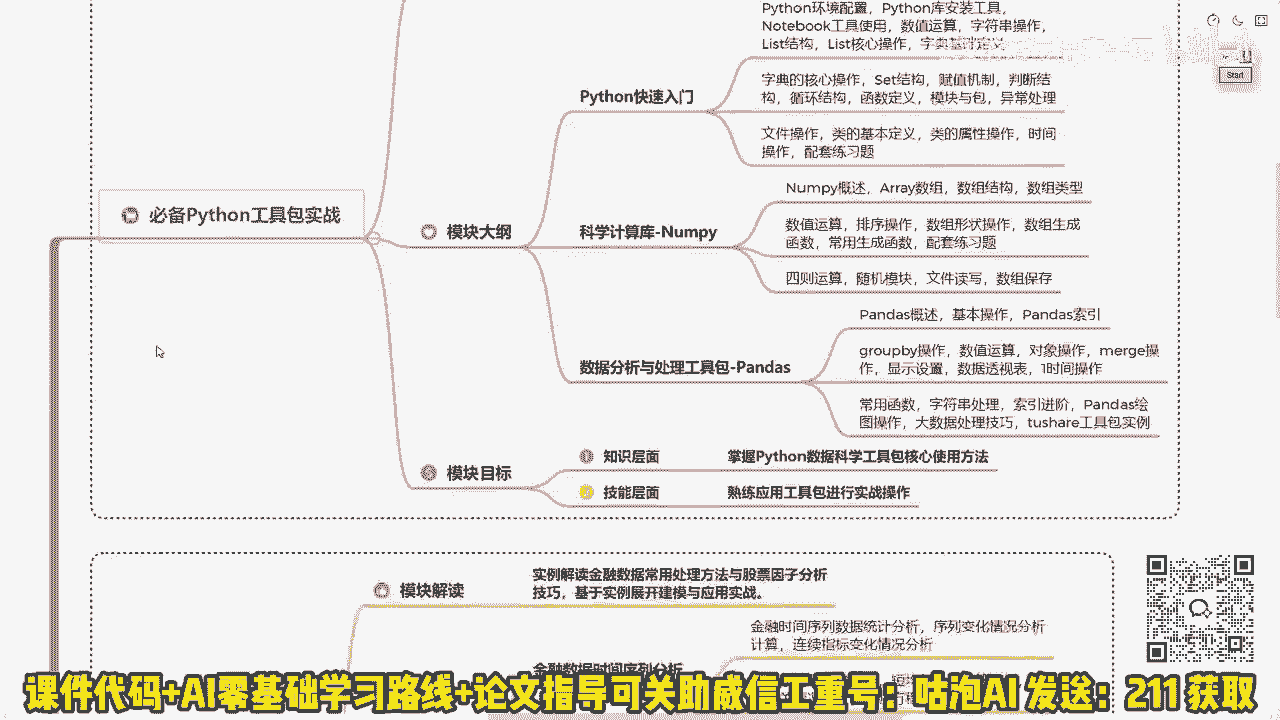 Python环境配置，Python库安装工具，
Notebook工具使用，数值运算，字符串操作，
List结构，List核心操作，字典基础定义
Start
Python快速入门
字典的核心操作，Set结构，赋值机制，判断结
构，循环结构，函数定义，模块与包，异常处理
文件操作，类的基本定义，类的属性操作，时间
操作，配套练习题
必备Python工具包实战
模块大纲
科学计算库-Numpy
Numpy概述，Array数组，数组结构，数组类型
数值运算，排序操作，数组形状操作，数组生成
函数，常用生成函数，配套练习题
四则运算，随机模块，文件读写，数组保存
数据分析与处理工具包-Pandas
Pandas概述，基本操作，Pandas索引
groupby操作，数值运算，对象操作，merge操
作，显示设置，数据透视表，1时间操作
常用函数，字符串处理，索引进阶，Pandas绘
图操作，大数据处理技巧，tushare工具包实例
模块目标
知识层面
掌握Python数据科学工具包核心使用方法
技能层面
熟练应用工具包进行实战操作
模块解读
实例解读金融数据常用处理方法与股票因子分析
技巧，基于实例展开建模与应用实战。
金融时间序列数据统计分析，序列变化情况分析
计算，连续指标变化情况分析
金融数据时间序列分析
课件代码+AI零基础学习路线+论文指导可关助威信工重号：咕泡AI 发送：211 获取